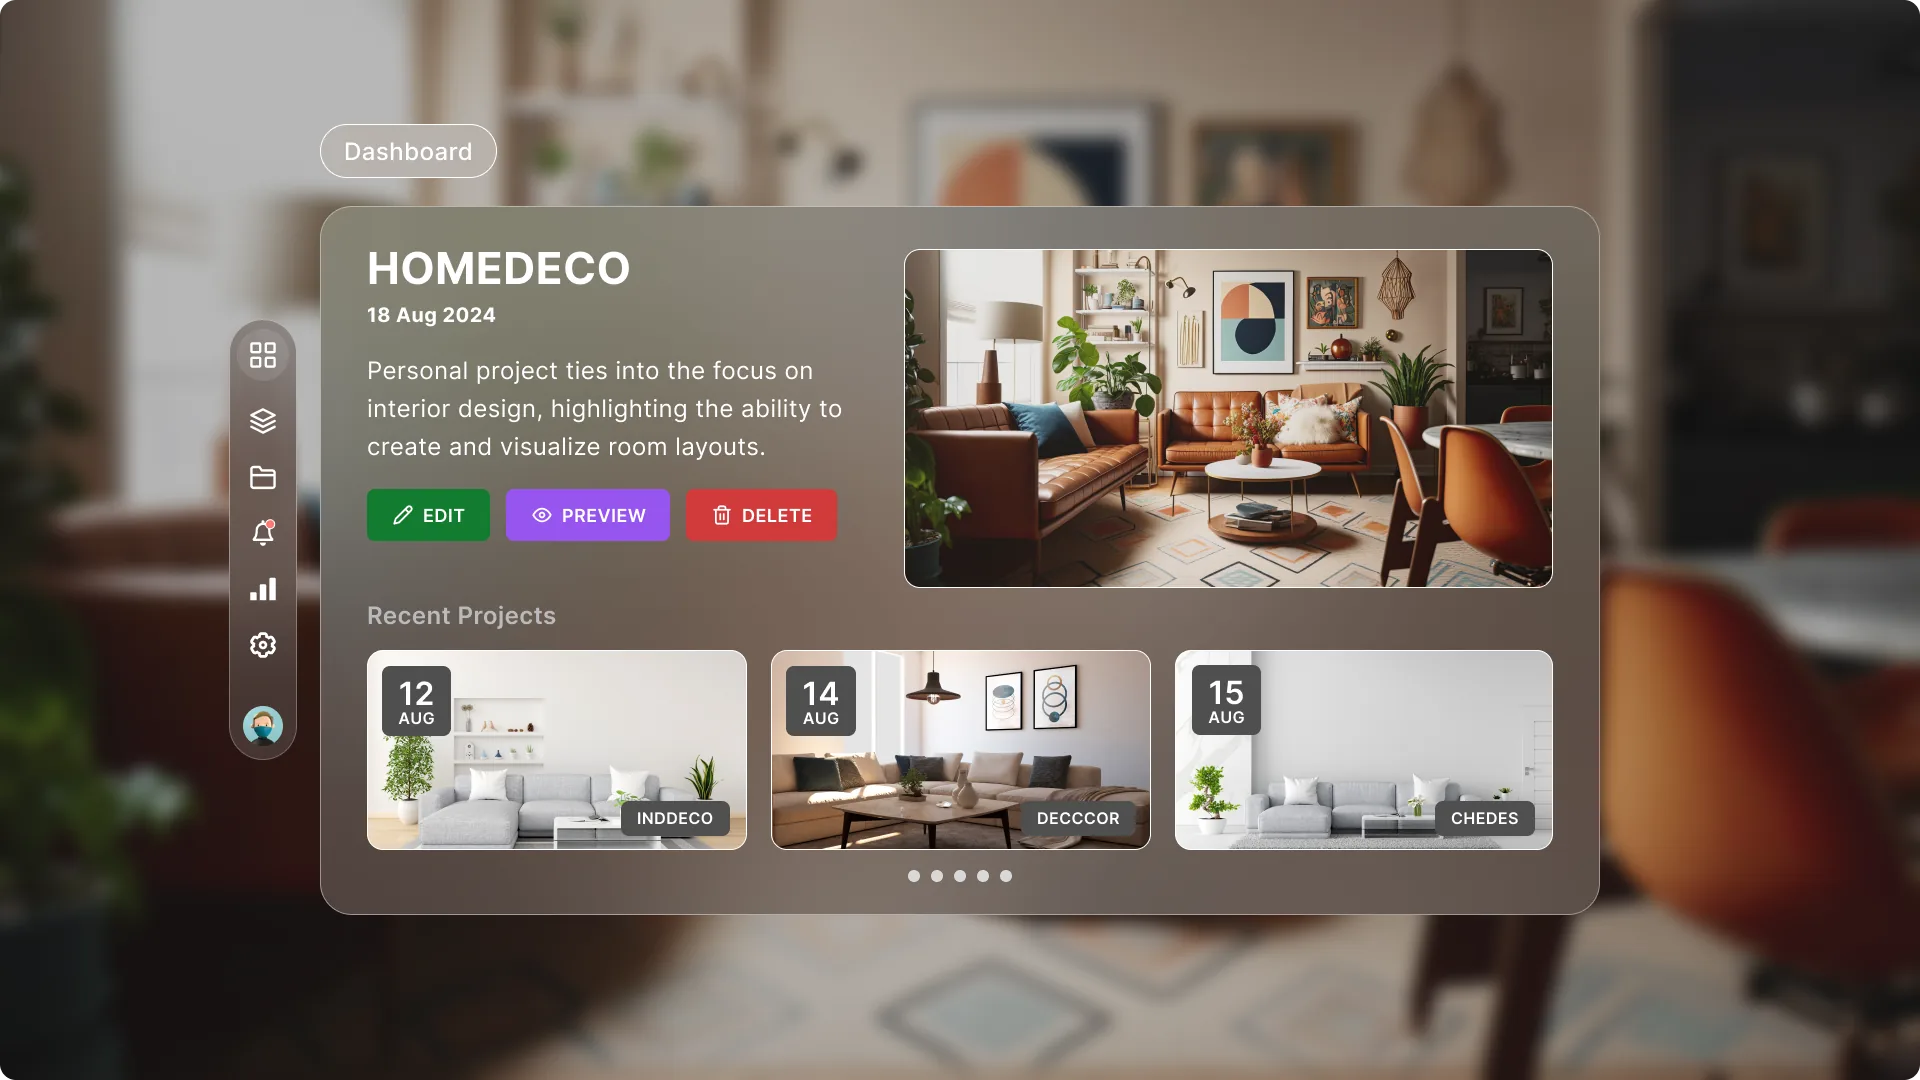 Dashboard
HOMEDECO
18 Aug 2024
Personal project ties into the focus on
interior design, highlighting the ability to
create and visualize room layouts.
EDIT
PREVIEW
DELETE
Recent Projects
12
AUG
INDDECO
14
AUG
DECCCOR
15
AUG
CHEDES